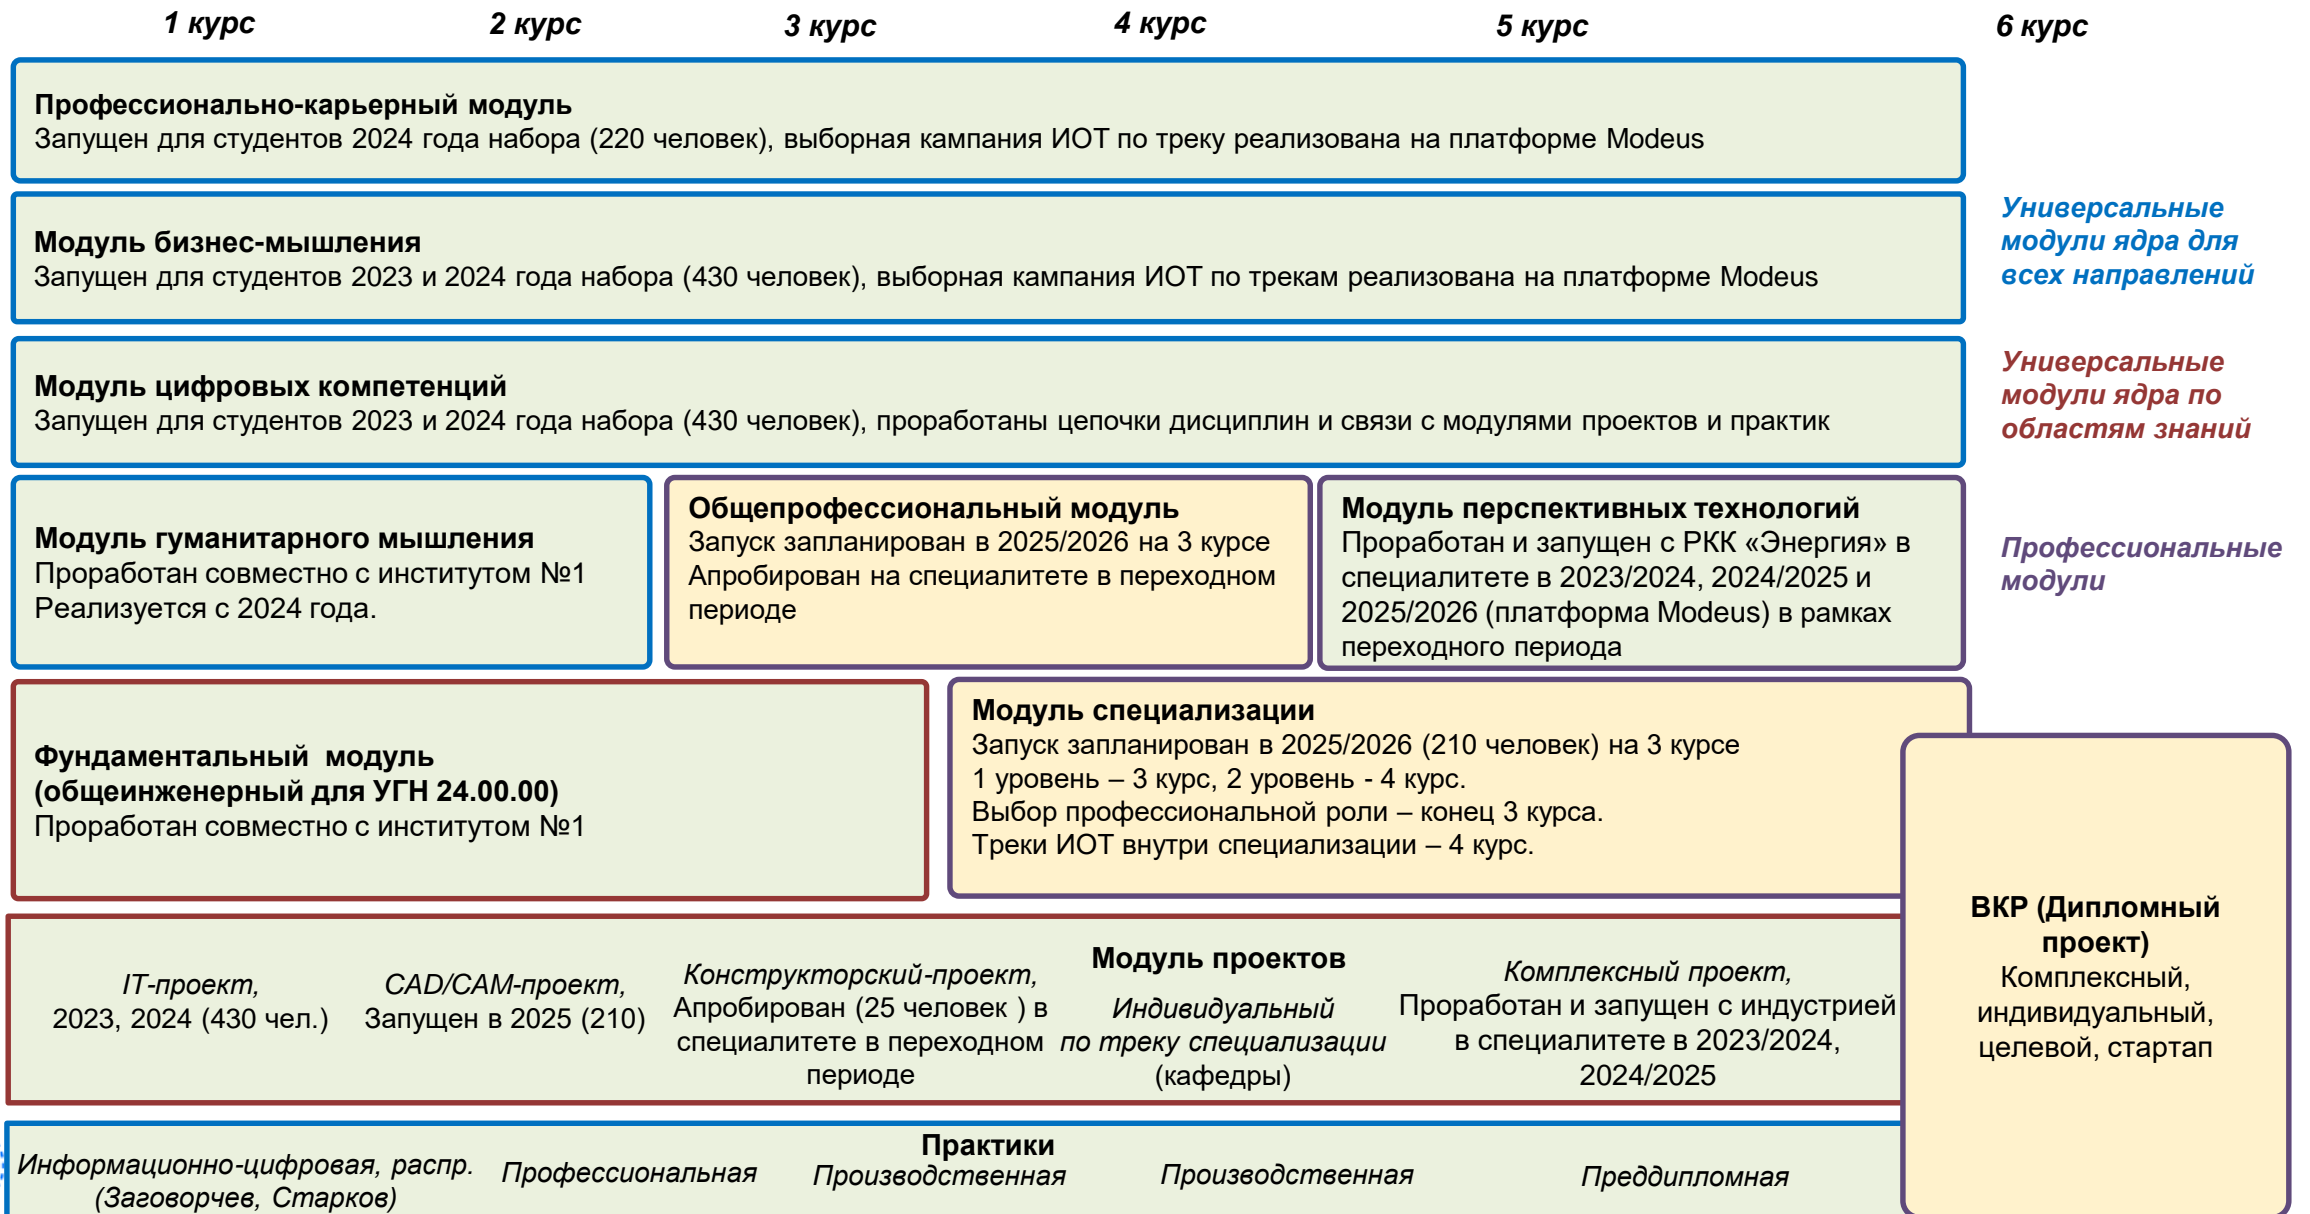 1 курс
2 курс
3 курс
4 курс
5 курс
6 курс
Профессионально-карьерный модуль
Запущен для студентов 2024 года набора (220 человек), выборная кампания ИОТ по треку реализована на платформе Modeus
Модуль бизнес-мышления
Запущен для студентов 2023 и 2024 года набора (430 человек), выборная кампания ИОТ по трекам реализована на платформе Modeus
Универсальные
модули ядра для
всех направлений
Модуль цифровых компетенций
Запущен для студентов 2023 и 2024 года набора (430 человек), проработаны цепочки дисциплин и связи с модулями проектов и практик
Универсальные
модули ядра по
областям знаний
Модуль гуманитарного мышления
Проработан совместно с институтом №1
Реализуется с 2024 года.
Общепрофессиональный модуль
Запуск запланирован в 2025/2026 на 3 курсе
Апробирован на специалитете в переходном
периоде
Модуль перспективных технологий
Проработан и запущен с РКК «Энергия» в
специалитете в 2023/2024, 2024/2025 и
2025/2026 (платформа Modeus) в рамках
переходного периода
Профессиональные
модули
Фундаментальный модуль
(общеинженерный для УГН 24.00.00)
Проработан совместно с институтом №1
Модуль специализации
Запуск запланирован в 2025/2026 (210 человек) на 3 курсе
1 уровень – 3 курс, 2 уровень - 4 курс.
Выбор профессиональной роли – конец 3 курса.
Треки ИОТ внутри специализации – 4 курс.
ВКР (Дипломный
проект)
Комплексный,
индивидуальный,
целевой, стартап
Модуль проектов
IT-проект,
2023, 2024 (430 чел.)
CAD/CAM-проект,
Запущен в 2025 (210)
Конструкторский-проект,
Апробирован (25 человек ) в
специалитете в переходном
периоде
Индивидуальный
по треку специализации
(кафедры)
Комплексный проект,
Проработан и запущен с индустрией
в специалитете в 2023/2024,
2024/2025
Практики
Информационно-цифровая, распр.
(Заговорчев, Старков)
Профессиональная
Производственная
Производственная
Преддипломная